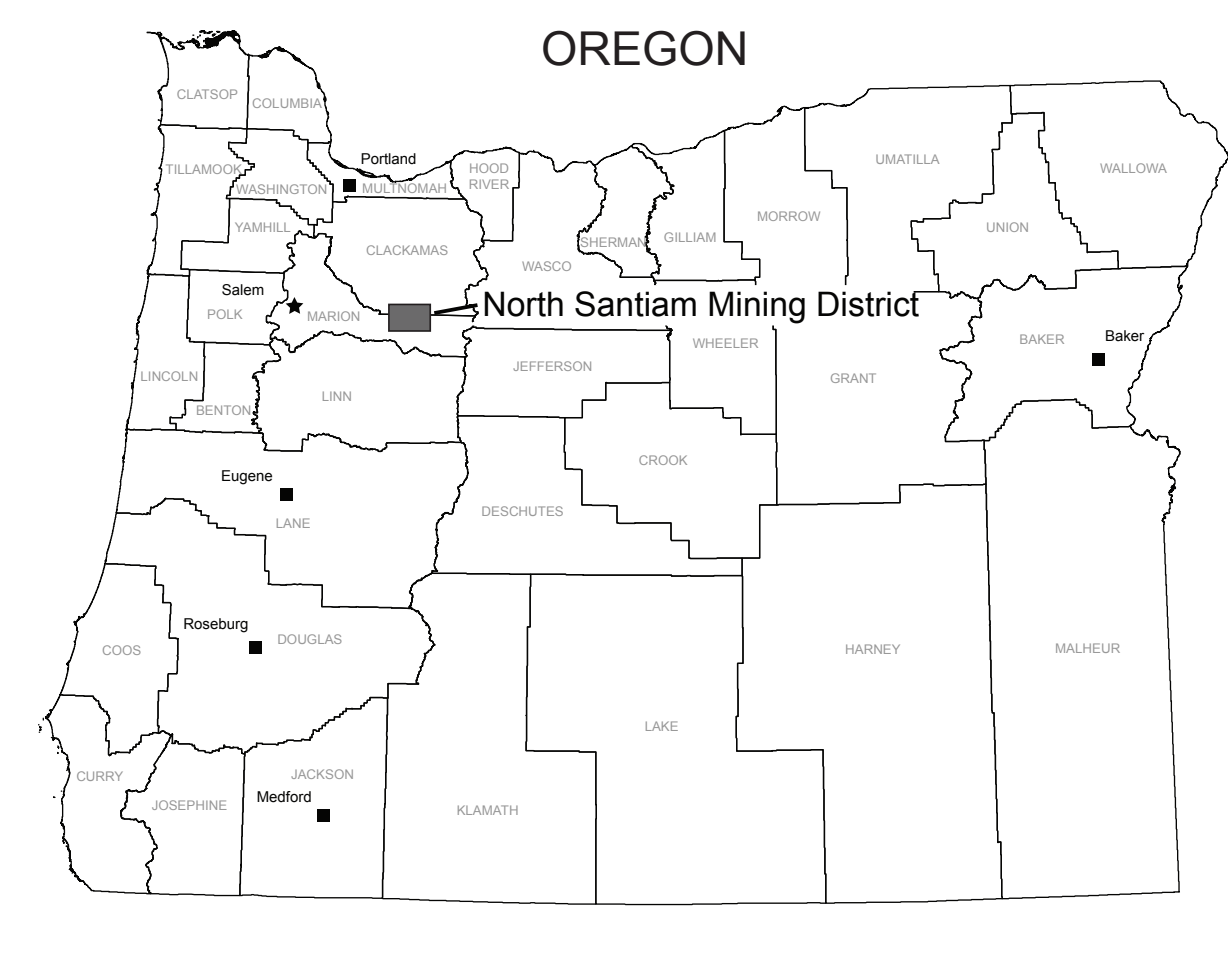 OREGON
CLATSOP
COLUMBIA
Portland
TILLAMOOK
WASHINGTON
MULTNOMAH
HOOD
RIVER
UMATILLA
WALLOWA
YAMHILL
CLACKAMAS
WASCO
SHERMAN
GILLIAM
MORROW
UNION
Salem
POLK
MARION
North Santiam Mining District
WHEELER
BAKER
Baker
LINCOLN
BENTON
LINN
JEFFERSON
GRANT
CROOK
Eugene
LANE
DESCHUTES
Roseburg
DOUGLAS
COOS
HARNEY
MALHEUR
LAKE
CURRY
JOSEPHINE
JACKSON
Medford
KLAMATH